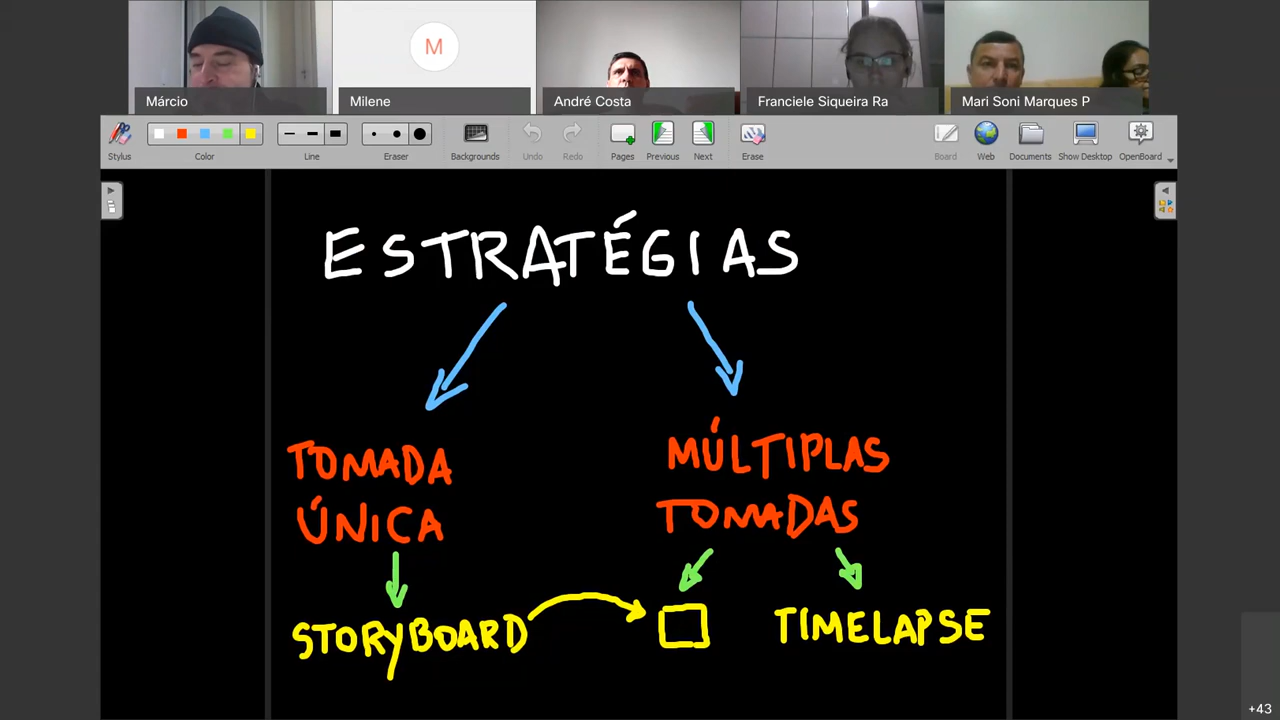 M
Márcio
Milene
André Costa
Franciele Siqueira Ra
Mari Soni Marques P
Stylus
Color
Line
Eraser
Backgrounds
Undo
Redo
Pages
Previous
Next
Erase
Board
Web
Documents
Show Desktop
OpenBoard
ESTRATÉGIAS
TOMADA
ÚNICA
MÚLTIPLAS
TOMADAS
STORYBOARD
TIMELAPSE
+43